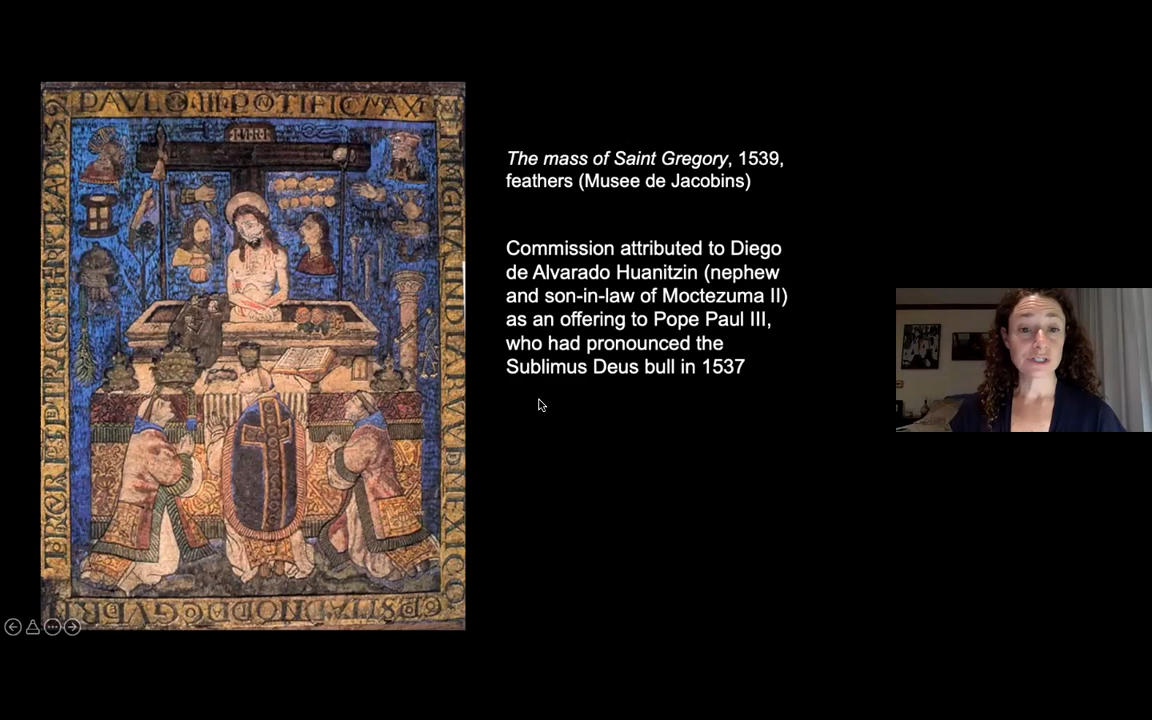 PAVLO III PŌTIFICI MAX
The mass of Saint Gregory, 1539,
feathers (Musee de Jacobins)
Commission attributed to Diego
de Alvarado Huanitzin (nephew
and son-in-law of Moctezuma II)
as an offering to Pope Paul III,
who had pronounced the
Sublimus Deus bull in 1537